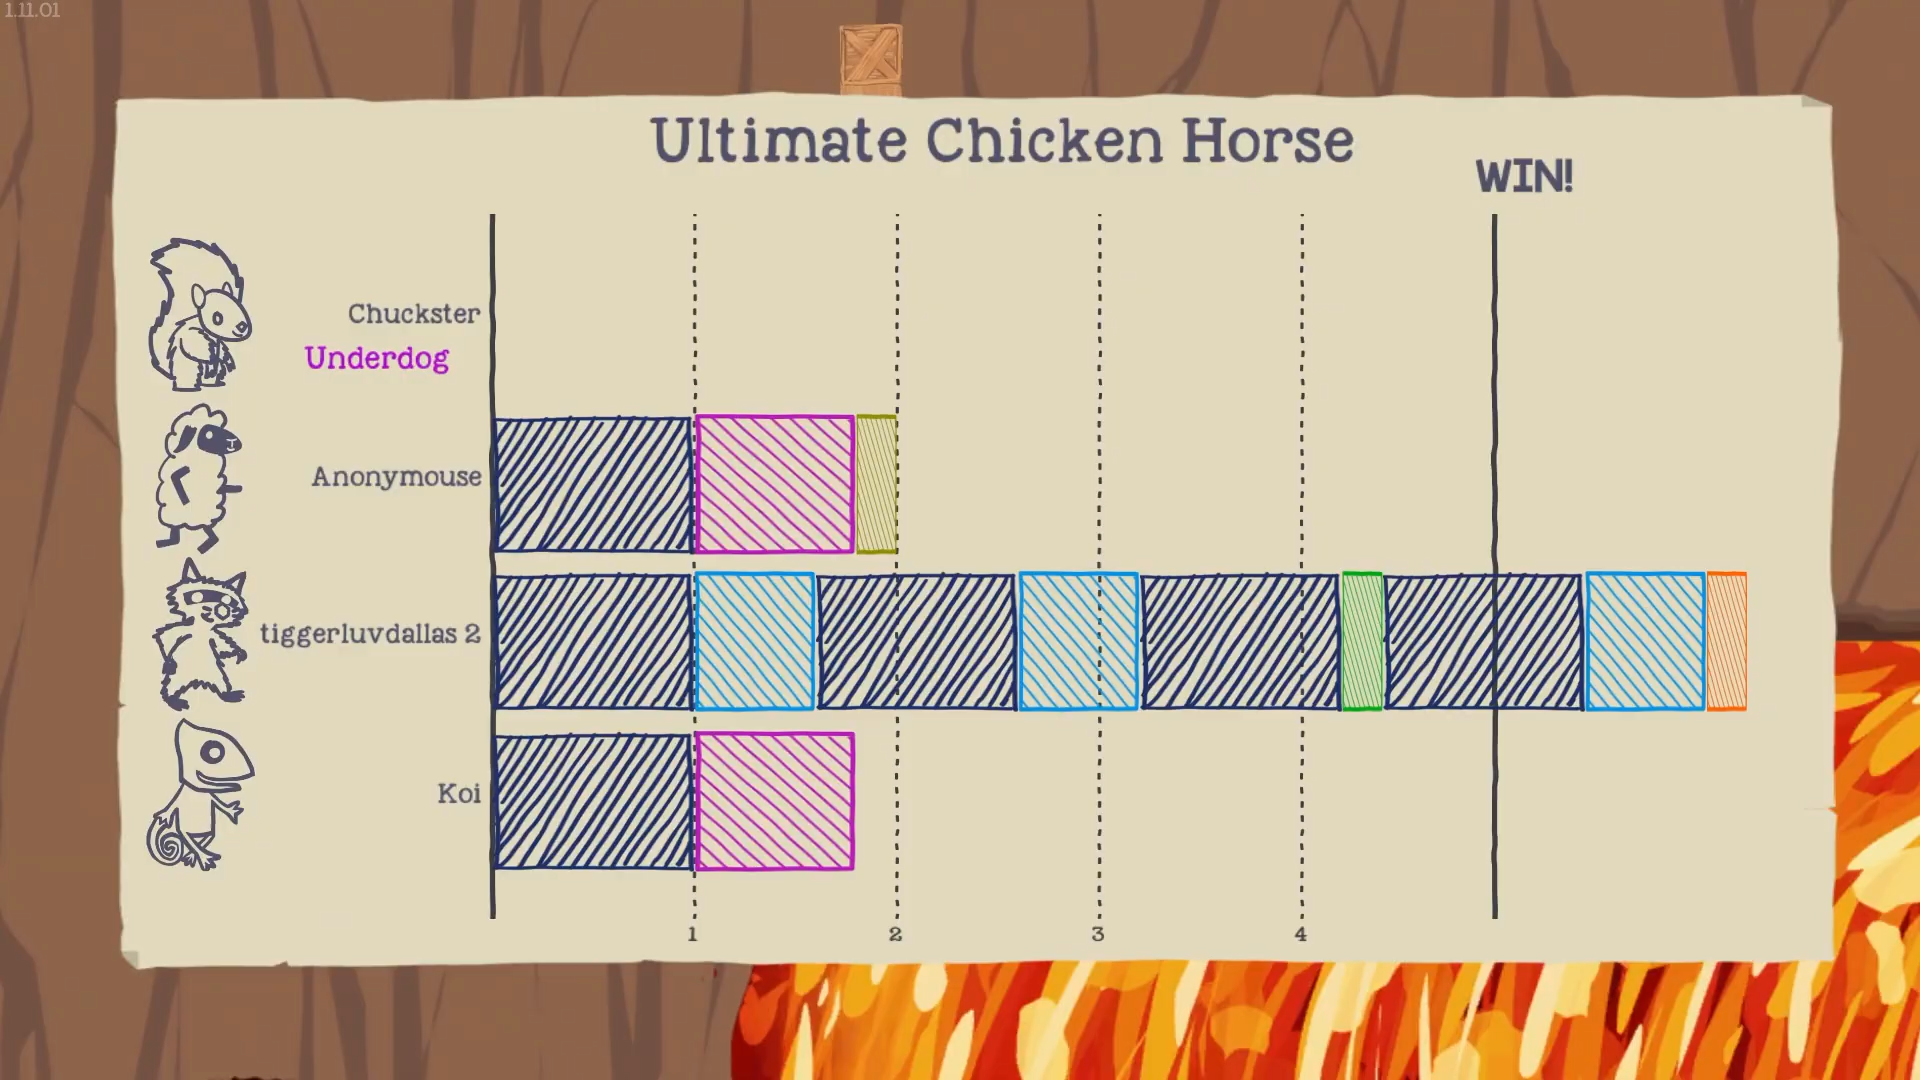 1.11.01
Ultimate Chicken Horse
WIN!
Chuckster
Underdog
Anonymouse
tiggerluvdallas 2
Koi
1 2 3 4